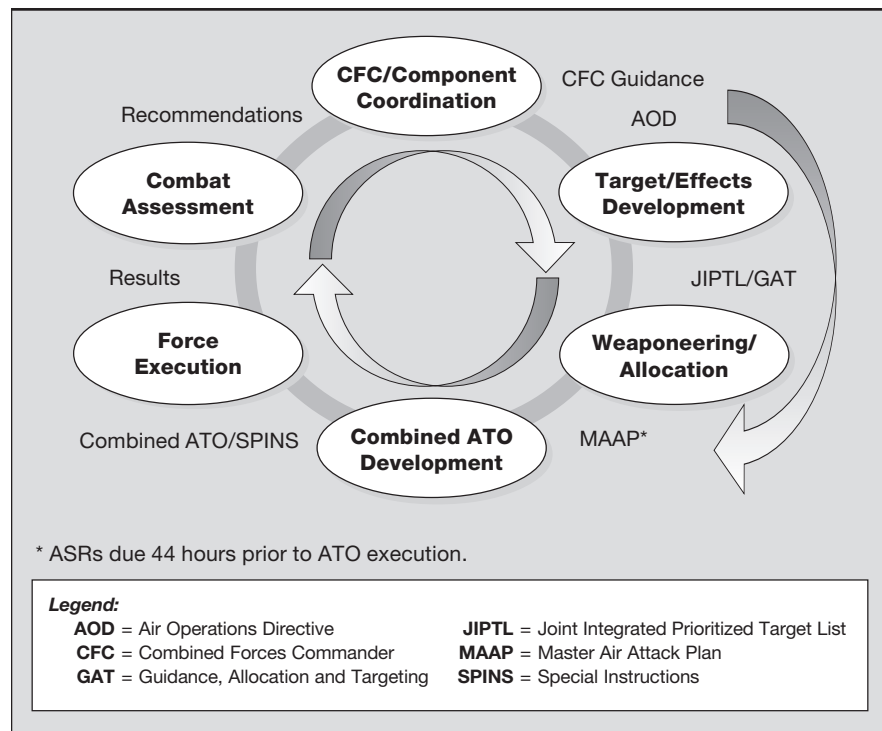 CFC/Component
Coordination
CFC Guidance
AOD
Recommendations
Combat
Assessment
Target/Effects
Development
Results
JIPTL/GAT
Force
Execution
Weaponeering/
Allocation
Combined ATO/SPINS
Combined ATO
Development
MAAP*
* ASRs due 44 hours prior to ATO execution.
Legend:
AOD = Air Operations Directive
CFC = Combined Forces Commander
GAT = Guidance, Allocation and Targeting
JIPTL = Joint Integrated Prioritized Target List
MAAP = Master Air Attack Plan
SPINS = Special Instructions